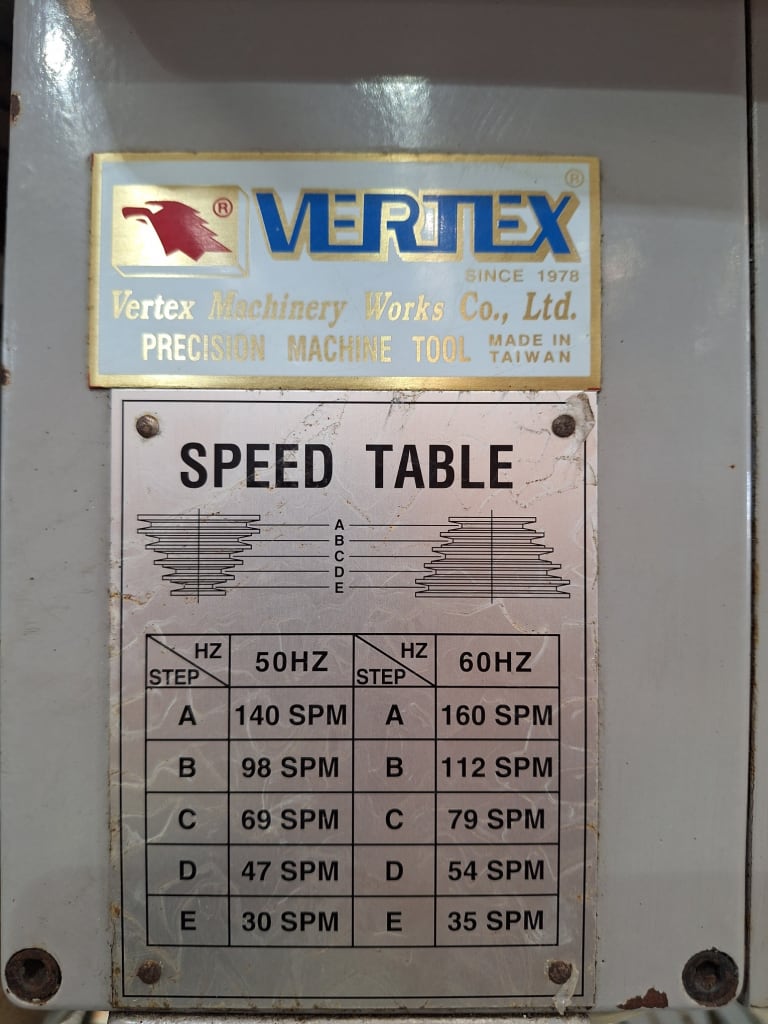 ®
® VERTEX
SINCE 1978
Vertex Machinery Works Co., Ltd.
PRECISION MACHINE TOOL MADE IN TAIWAN
SPEED TABLE
A
B
C
D
E
HZ STEP 50HZ HZ STEP 60HZ
A 140 SPM A 160 SPM
B 98 SPM B 112 SPM
C 69 SPM C 79 SPM
D 47 SPM D 54 SPM
E 30 SPM E 35 SPM